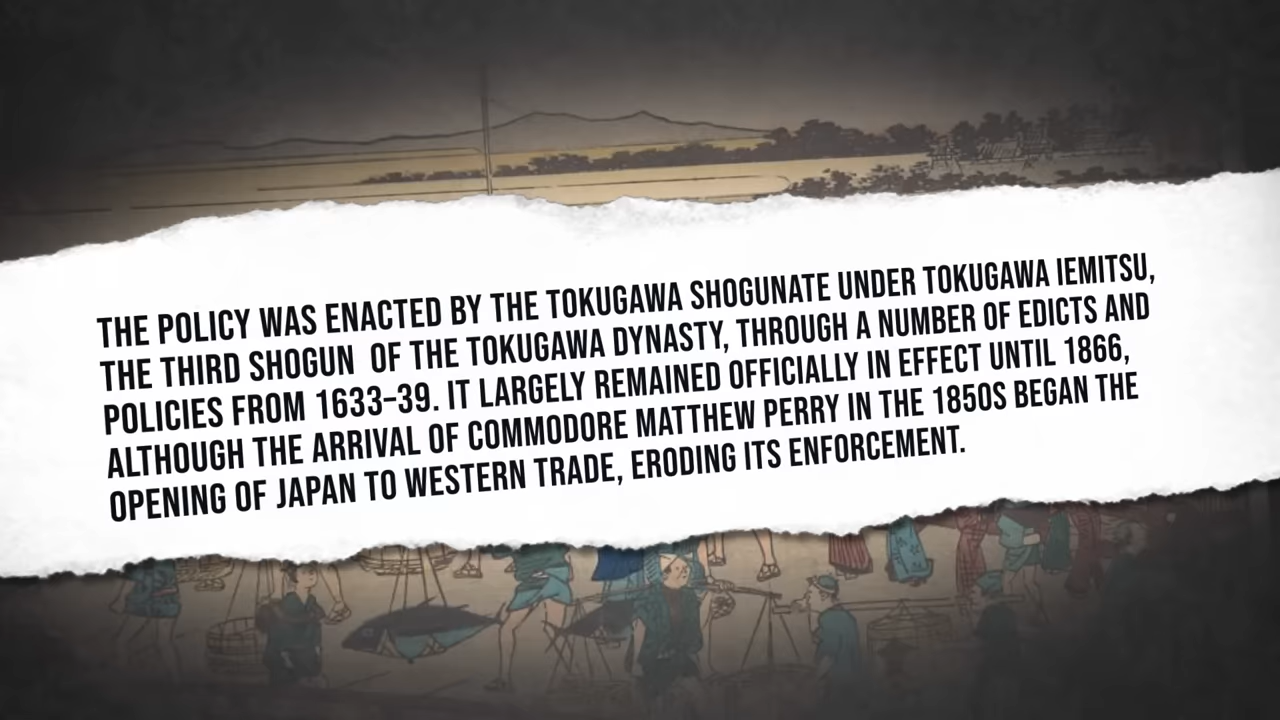 THE POLICY WAS ENACTED BY THE TOKUGAWA SHOGUNATE UNDER TOKUGAWA IEMITSU,
THE THIRD SHOGUN  OF THE TOKUGAWA DYNASTY, THROUGH A NUMBER OF EDICTS AND
POLICIES FROM 1633–39. IT LARGELY REMAINED OFFICIALLY IN EFFECT UNTIL 1866,
ALTHOUGH THE ARRIVAL OF COMMODORE MATTHEW PERRY IN THE 1850S BEGAN THE
OPENING OF JAPAN TO WESTERN TRADE, ERODING ITS ENFORCEMENT.